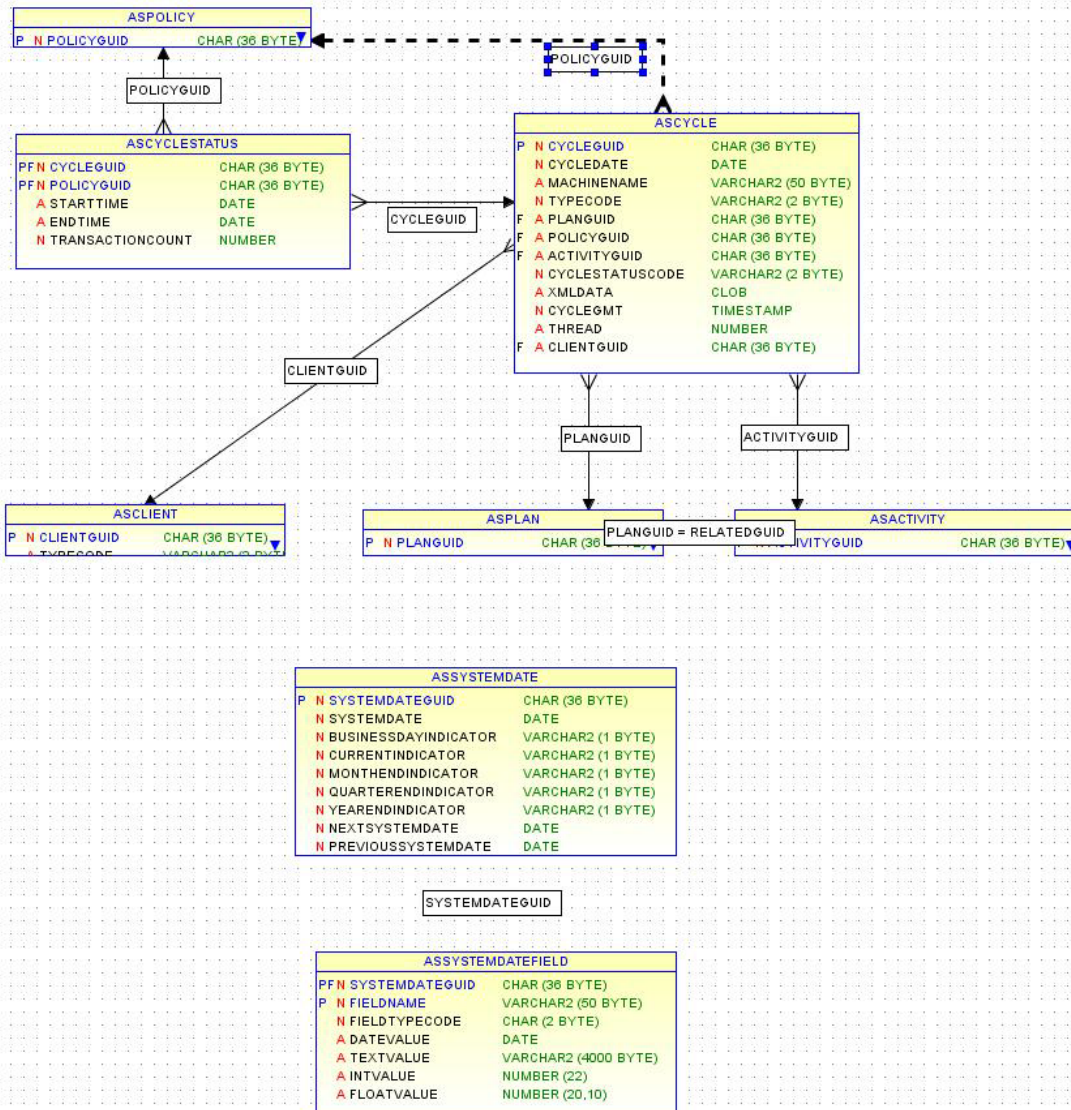 ASPOLICY
P N POLICYGUID CHAR (36 BYTE)
POLICYGUID
POLICYGUID
ASCYCLESTATUS
PF N CYCLEGUID CHAR (36 BYTE)
PF N POLICYGUID CHAR (36 BYTE)
A STARTTIME DATE
A ENDTIME DATE
N TRANSACTIONCOUNT NUMBER
CYCLEGUID
ASCYCLE
P N CYCLEGUID CHAR (36 BYTE)
N CYCLEDATE DATE
A MACHINENAME VARCHAR2 (50 BYTE)
N TYPECODE VARCHAR2 (2 BYTE)
F A PLANGUID CHAR (36 BYTE)
F A POLICYGUID CHAR (36 BYTE)
F A ACTIVITYGUID CHAR (36 BYTE)
N CYCLESTATUSCODE VARCHAR2 (2 BYTE)
A XMLDATA CLOB
N CYCLEGMT TIMESTAMP
A THREAD NUMBER
F A CLIENTGUID CHAR (36 BYTE)
CLIENTGUID
PLANGUID
ACTIVITYGUID
ASCLIENT
P N CLIENTGUID CHAR (36 BYTE)
ASPLAN
P N PLANGUID CHAR (36
PLANGUID = RELATEDGUID
ASACTIVITY
CHAR (36 BYTE)
ASSYSTEMDATE
P N SYSTEMDATEGUID CHAR (36 BYTE)
N SYSTEMDATE DATE
N BUSINESSDAYINDICATOR VARCHAR2 (1 BYTE)
N CURRENTINDICATOR VARCHAR2 (1 BYTE)
N MONTHENDINDICATOR VARCHAR2 (1 BYTE)
N QUARTERENDINDICATOR VARCHAR2 (1 BYTE)
N YEARENDINDICATOR VARCHAR2 (1 BYTE)
N NEXTSYSTEMDATE DATE
N PREVIOUSSYSTEMDATE DATE
SYSTEMDATEGUID
ASSYSTEMDATEFIELD
PF N SYSTEMDATEGUID CHAR (36 BYTE)
P N FIELDNAME VARCHAR2 (50 BYTE)
N FIELDTYPECODE CHAR (2 BYTE)
A DATEVALUE DATE
A TEXTVALUE VARCHAR2 (4000 BYTE)
A INTVALUE NUMBER (22)
A FLOATVALUE NUMBER (20,10)